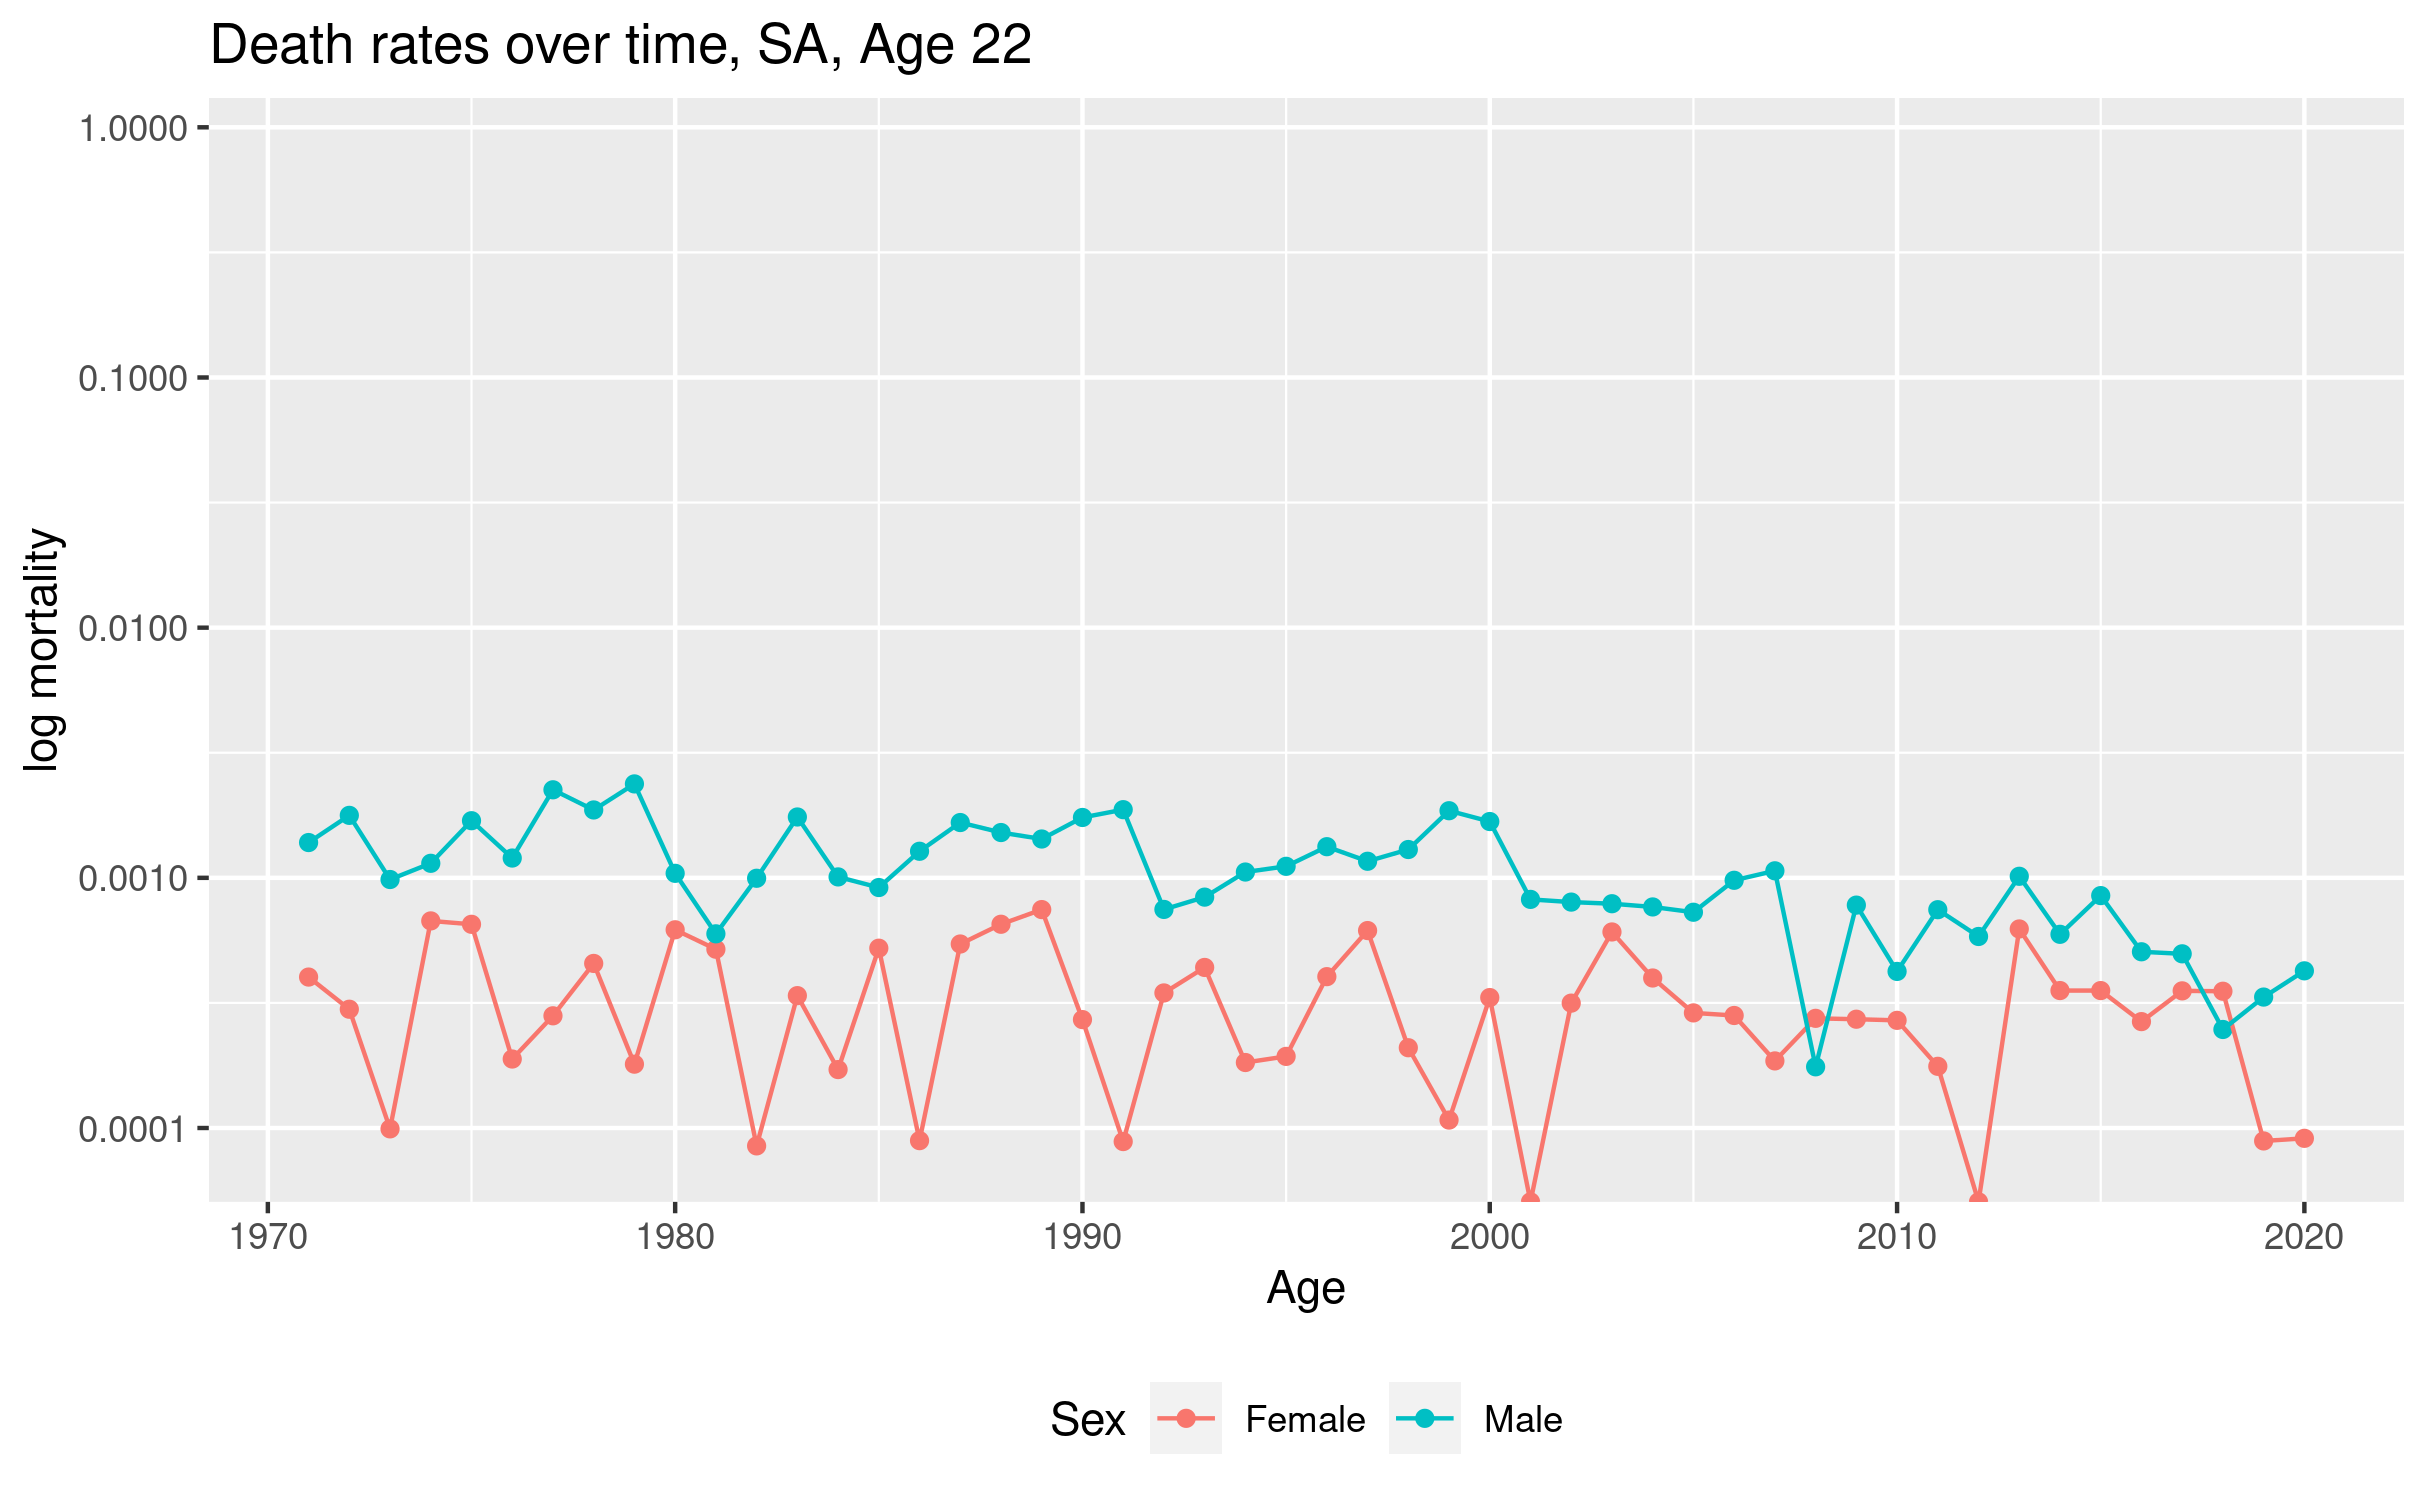 Death rates over time, SA, Age 22
1.0000
0.1000
0.0100
0.0010
0.0001
log mortality
1970 1980 1990 2000 2010 2020
Age
Sex Female Male